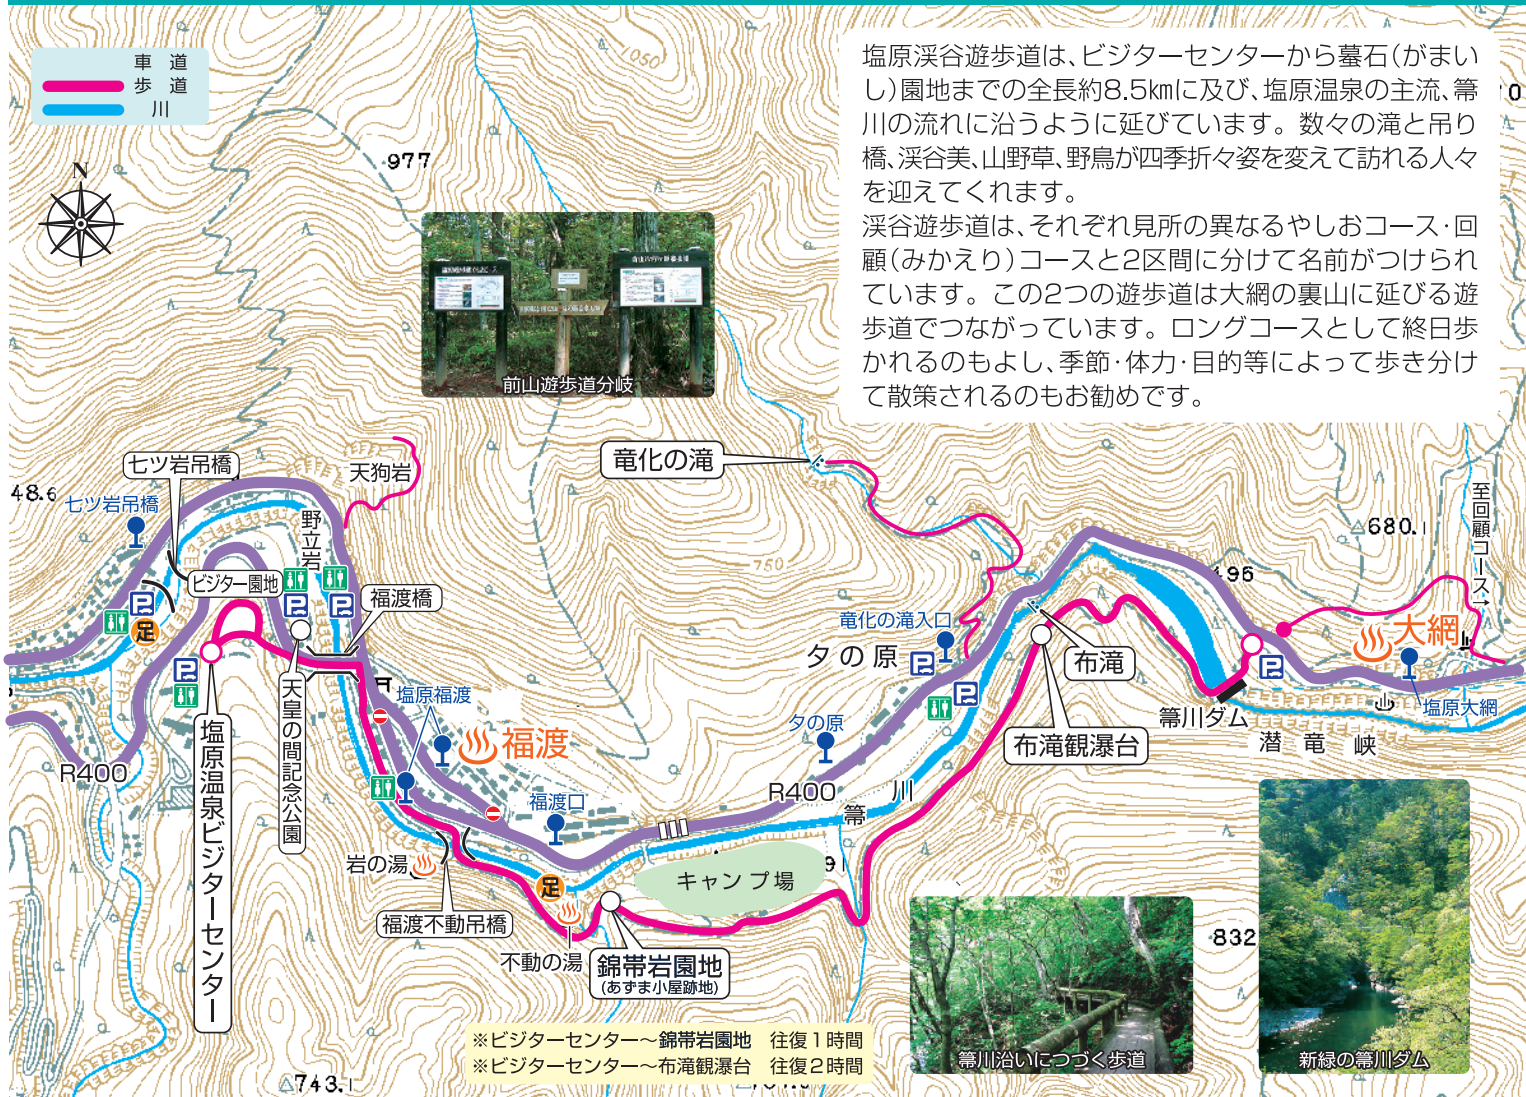 車 道
歩 道
川
N
塩原渓谷遊歩道は、ビジターセンターから蟇石(がまい
し)園地までの全長約8.5kmに及び、塩原温泉の主流、箒
川の流れに沿うように延びています。数々の滝と吊り
橋、渓谷美、山野草、野鳥が四季折々姿を変えて訪れる人々
を迎えてくれます。
渓谷遊歩道は、それぞれ見所の異なるやしおコース・回
顧(みかえり)コースと2区間に分けて名前がつけられ
ています。この2つの遊歩道は大網の裏山に延びる遊
歩道でつながっています。ロングコースとして終日歩
かれるのもよし、季節・体力・目的等によって歩き分け
て散策されるのもお勧めです。
1050
977
前山遊歩道分岐
竜化の滝
七ツ岩吊橋
七ツ岩吊橋
天狗岩
野立岩
48.6
ビジター園地
福渡橋
P
P
P
P
足
天皇の間記念公園
塩原温泉ビジターセンター
R400
塩原福渡
福渡
福渡口
岩の湯
福渡不動吊橋
足
不動の湯
錦帯岩園地
(あずま小屋跡地)
キャンプ場
91
750
竜化の滝入口
夕の原
P
P
夕の原
R400
箒
川
布滝
布滝観瀑台
496
680.1
至回顧コース→
大網
P
塩原大網
箒川ダム
潜竜峡
832
箒川沿いにつづく歩道
新緑の箒川ダム
743.1
※ビジターセンター〜錦帯岩園地 往復1時間
※ビジターセンター〜布滝観瀑台 往復2時間